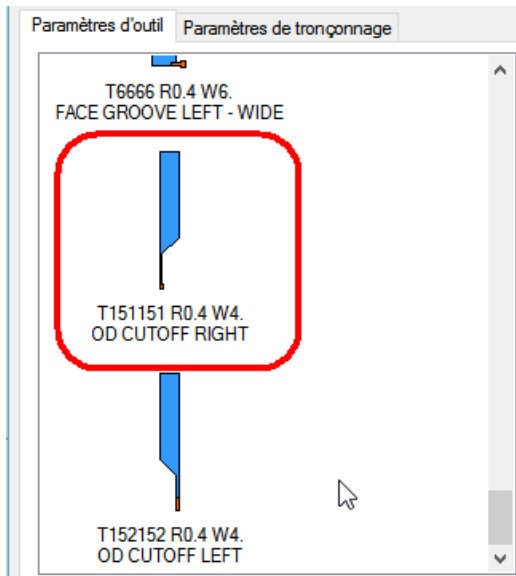 Paramètres d'outil
Paramètres de tronçonnage
T6666 R0.4 W6.
FACE GROOVE LEFT - WIDE
T151151 R0.4 W4.
OD CUTOFF RIGHT
T152152 R0.4 W4.
OD CUTOFF LEFT